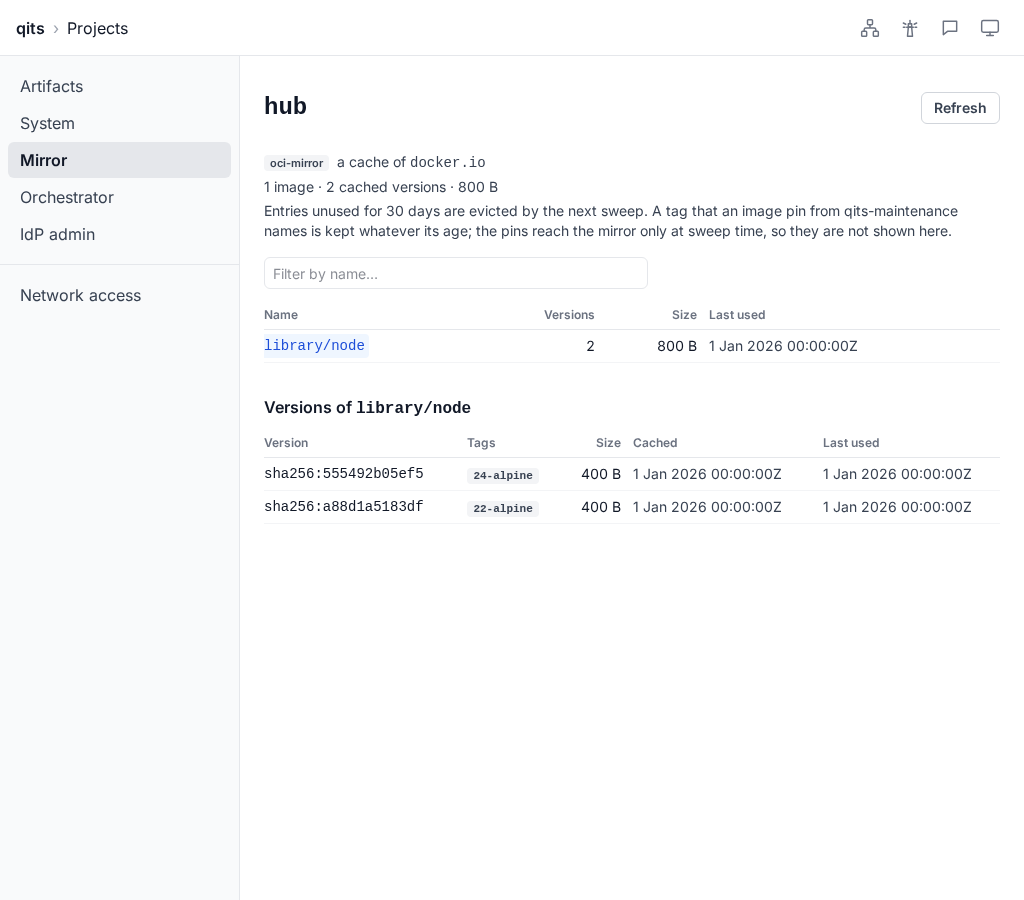 qits › Projects
Artifacts
System
Mirror
Orchestrator
IdP admin
Network access
hub
Refresh
oci-mirror a cache of docker.io
1 image · 2 cached versions · 800 B
Entries unused for 30 days are evicted by the next sweep. A tag that an image pin from qits-maintenance
names is kept whatever its age; the pins reach the mirror only at sweep time, so they are not shown here.
Filter by name...
Name Versions Size Last used
library/node 2 800 B 1 Jan 2026 00:00:00Z
Versions of library/node
Version Tags Size Cached Last used
sha256:555492b05ef5 24-alpine 400 B 1 Jan 2026 00:00:00Z 1 Jan 2026 00:00:00Z
sha256:a88d1a5183df 22-alpine 400 B 1 Jan 2026 00:00:00Z 1 Jan 2026 00:00:00Z